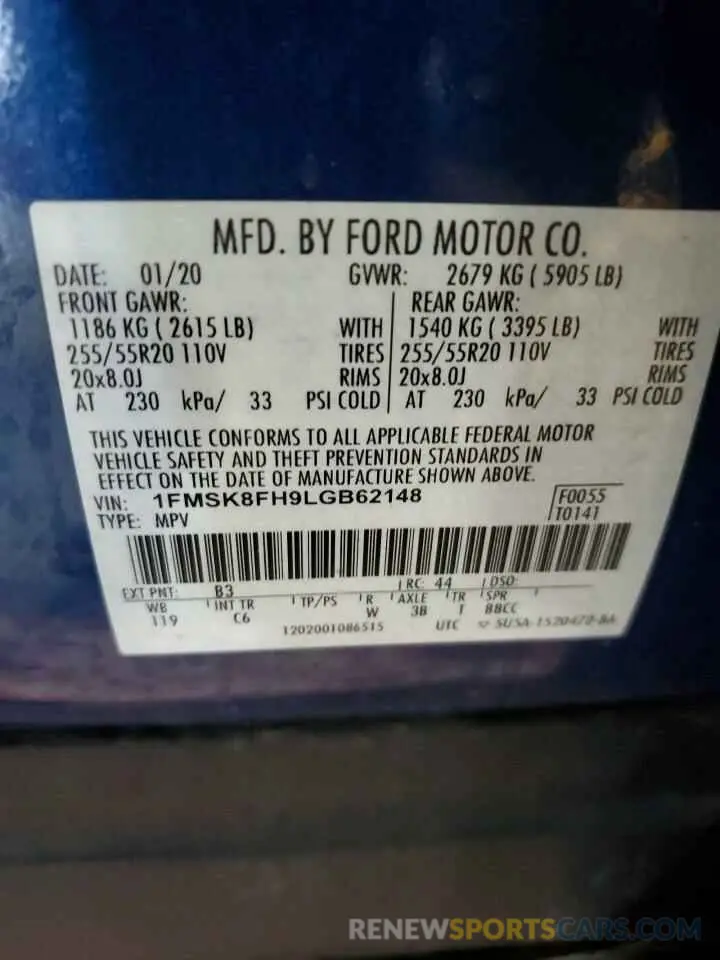 MFD. BY FORD MOTOR CO.
DATE: 01/20 GVWR: 2679 KG ( 5905 LB)
FRONT GAWR: REAR GAWR:
1186 KG ( 2615 LB) WITH 1540 KG ( 3395 LB) WITH
255/55R20 110V TIRES 255/55R20 110V TIRES
20x8.0J RIMS 20x8.0J RIMS
AT 230 kPa/ 33 PSI COLD AT 230 kPa/ 33 PSI COLD
THIS VEHICLE CONFORMS TO ALL APPLICABLE FEDERAL MOTOR
VEHICLE SAFETY AND THEFT PREVENTION STANDARDS IN
EFFECT ON THE DATE OF MANUFACTURE SHOWN ABOVE.
VIN: 1FMSK8FH9LGB62148 F0055
TYPE: MPV T0141
EXT PNT: B3 RC: 44 DSO:
WB INT TR TP/PS R AXLE TR SPR
119 C6 W 3B T 88CC
1202001086515 UTC
RENEWSPORTSCARS.COM